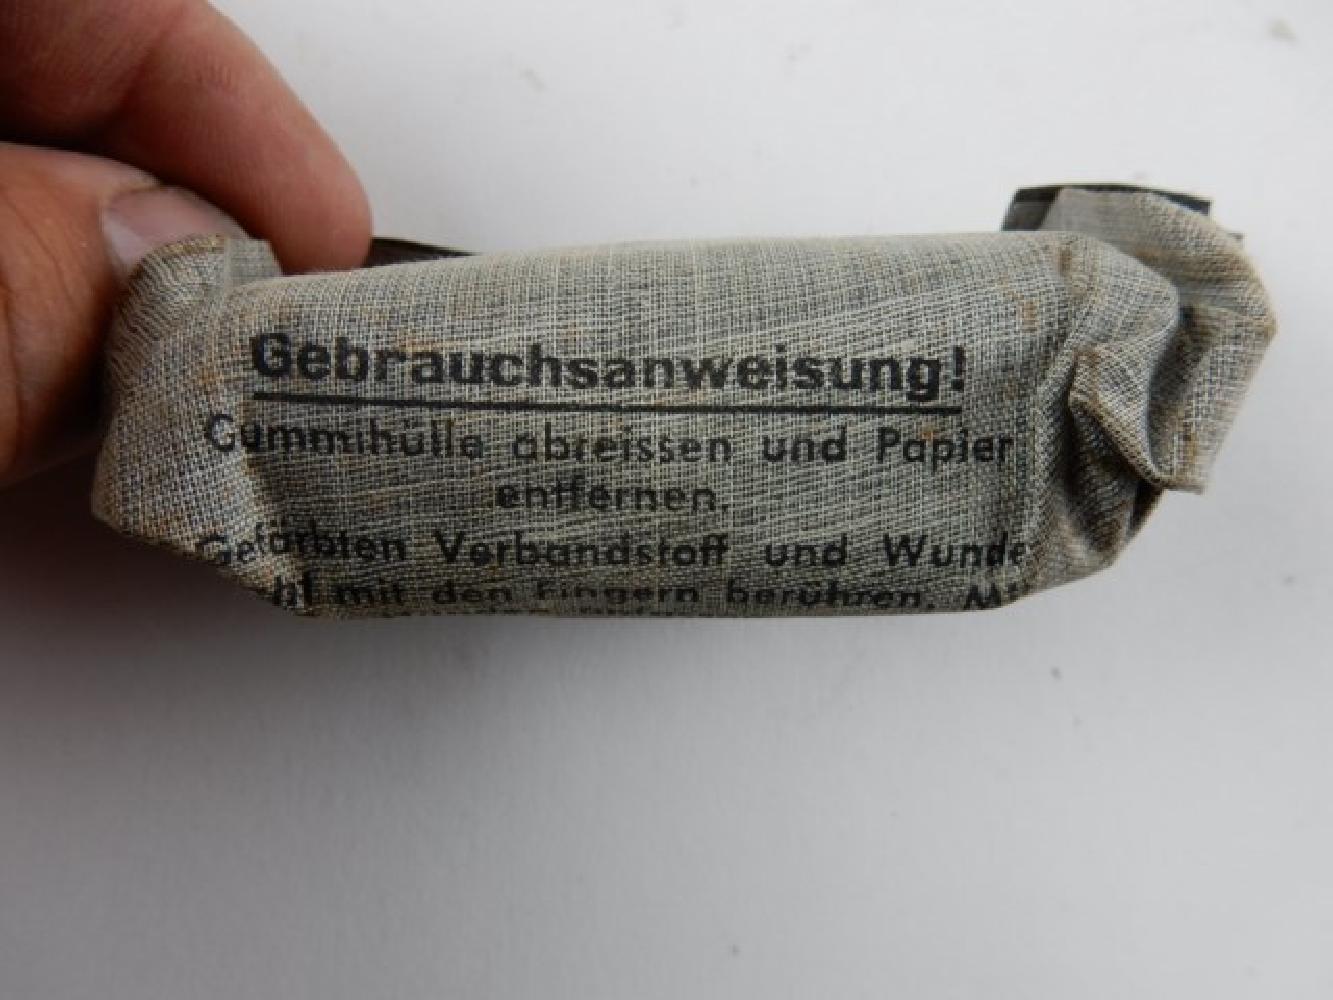 Gebrauchsanweisung!
Gummihülle abreissen und Papier
entfernen.
Gefärbten Verbandstoff und Wunde
mit den Fingern berühren.